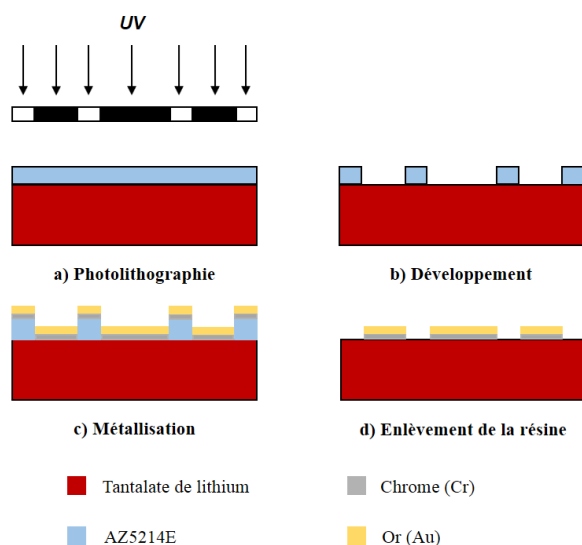 UV
a) Photolithographie
b) Développement
c) Métallisation
d) Enlèvement de la résine
Tantalate de lithium
Chrome (Cr)
AZ5214E
Or (Au)